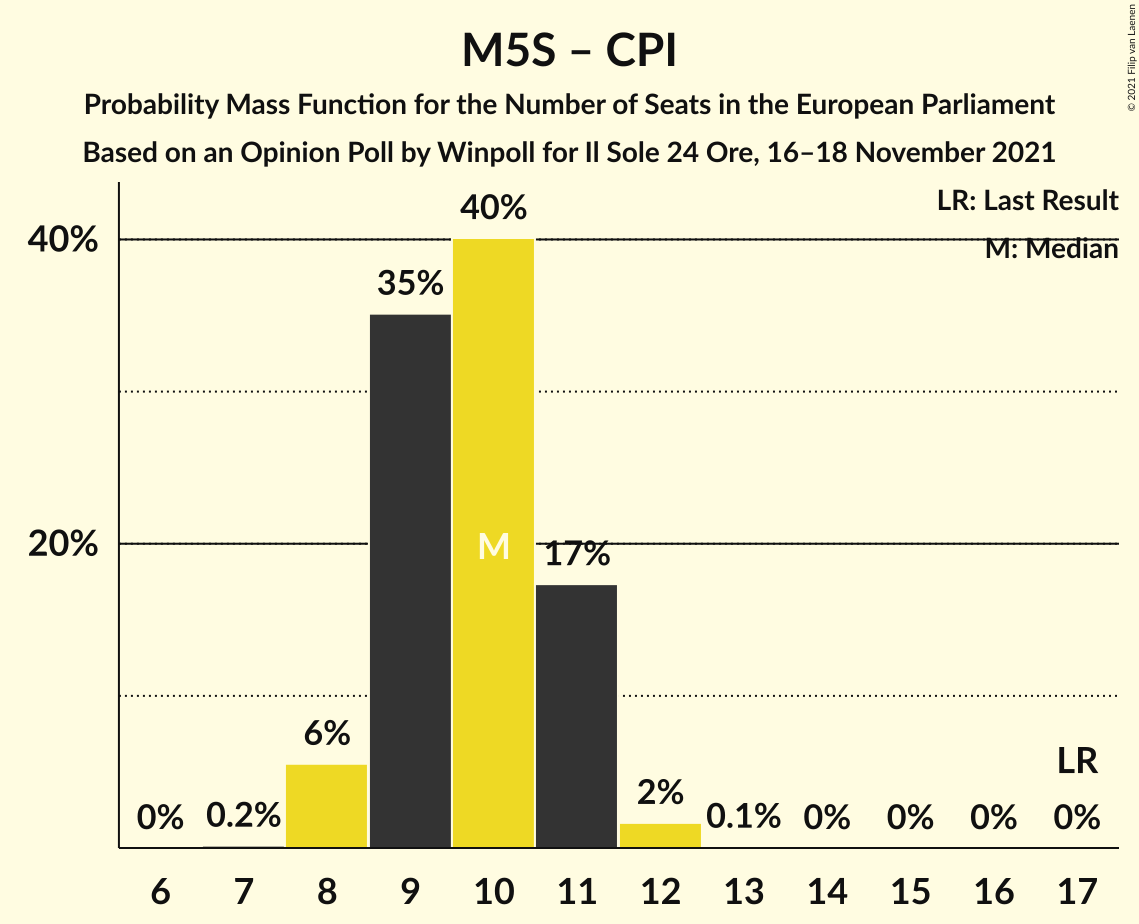 M5S – CPI
Probability Mass Function for the Number of Seats in the European Parliament
Based on an Opinion Poll by Winpoll for Il Sole 24 Ore, 16–18 November 2021
© 2021 Filip van Laenen
LR: Last Result
M: Median
40%
20%
0%
0.2%
6%
35%
40%
M
17%
2%
0.1%
0%
0%
0%
LR
0%
6 7 8 9 10 11 12 13 14 15 16 17